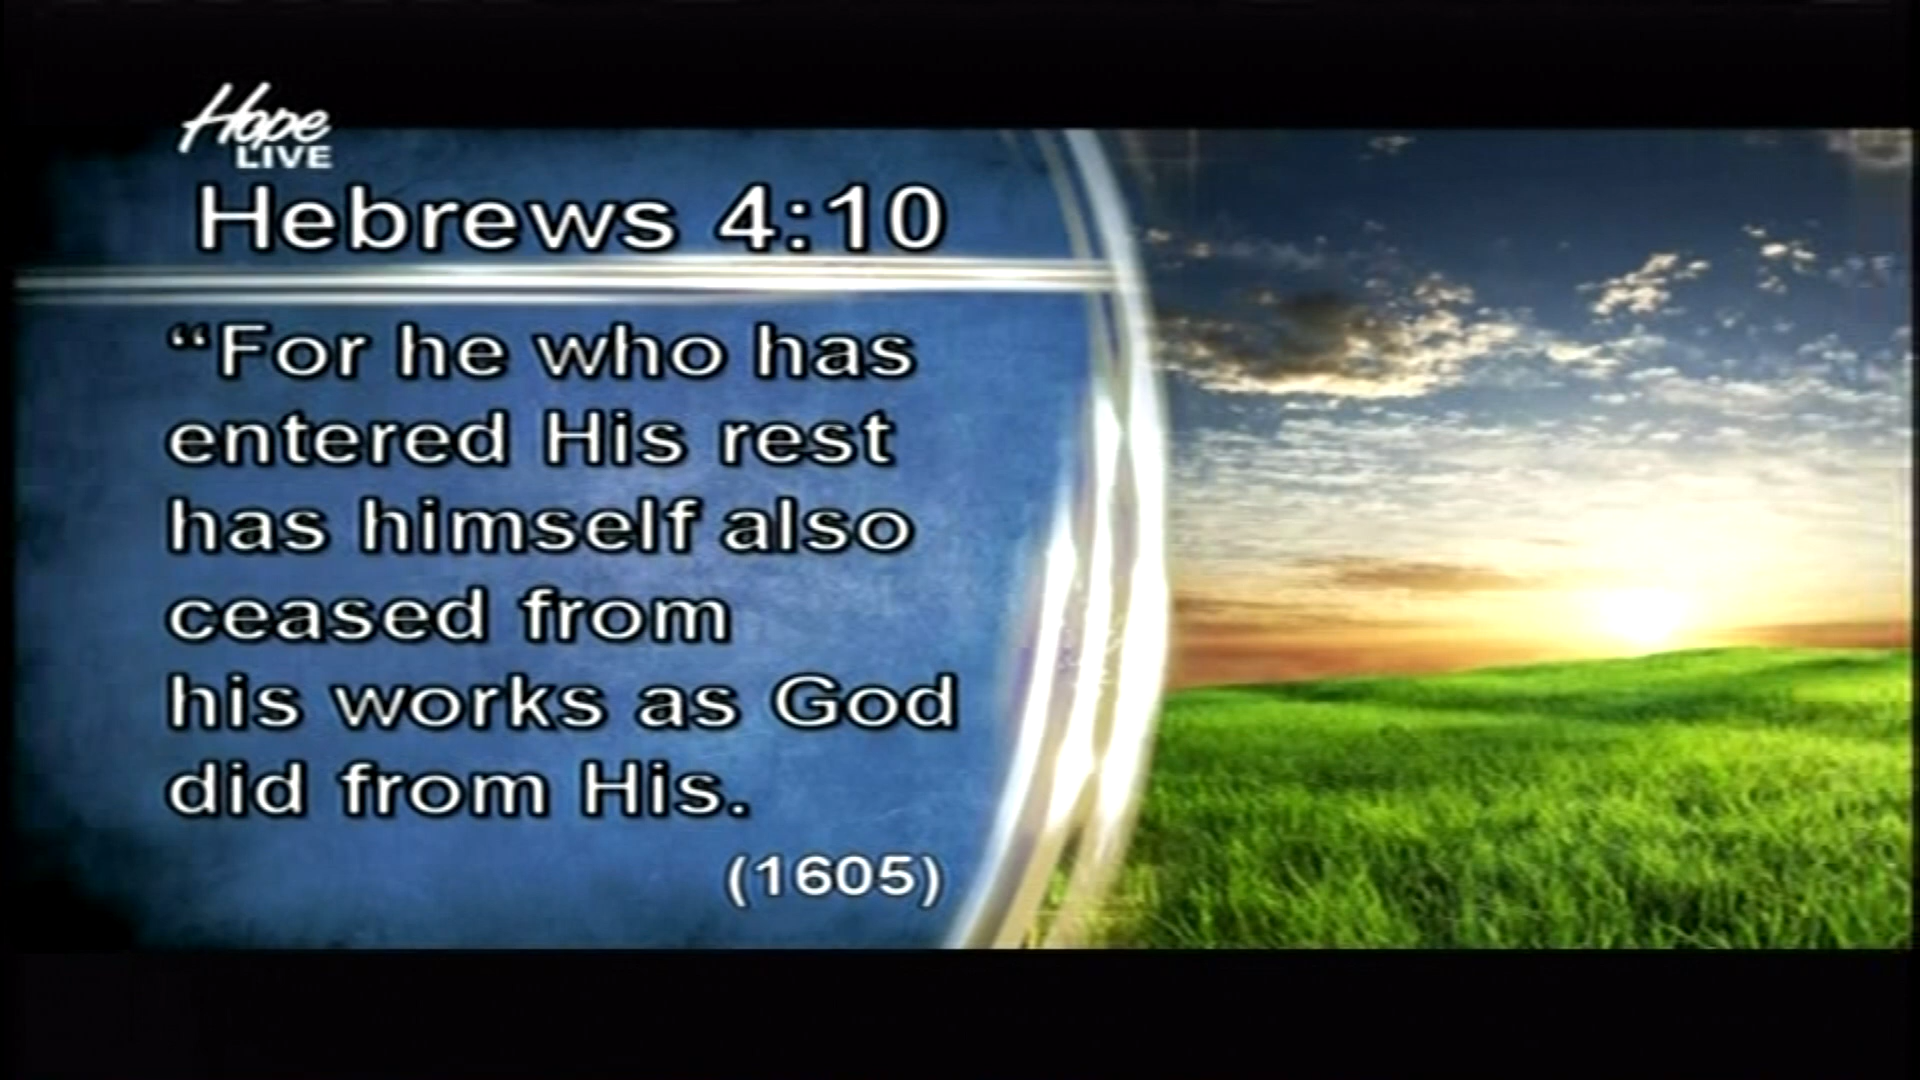 Hope
LIVE
Hebrews 4:10
“For he who has
entered His rest
has himself also
ceased from
his works as God
did from His.
(1605)